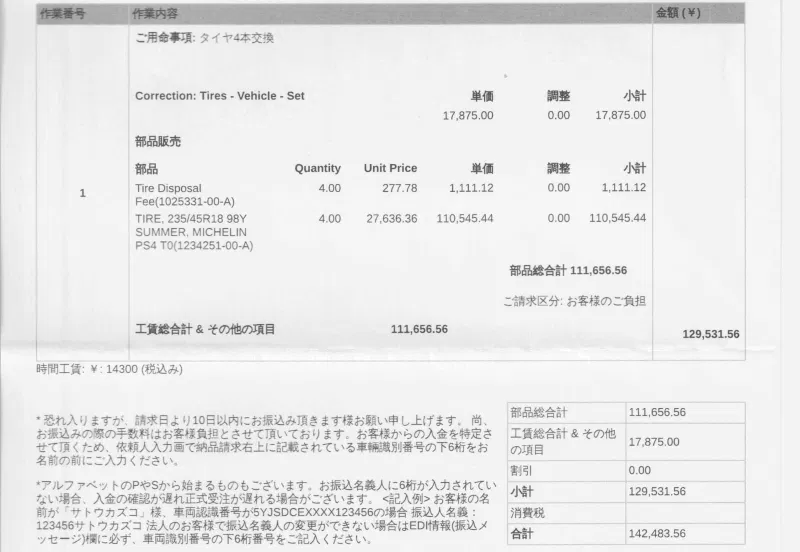 作業番号 作業内容 金額 (￥)
ご用命事項: タイヤ4本交換
Correction: Tires - Vehicle - Set 単価 調整 小計
17,875.00 0.00 17,875.00
部品販売
部品 Quantity Unit Price 単価 調整 小計
1
Tire Disposal 4.00 277.78 1,111.12 0.00 1,111.12
Fee(1025331-00-A)
TIRE, 235/45R18 98Y 4.00 27,636.36 110,545.44 0.00 110,545.44
SUMMER, MICHELIN
PS4 T0(1234251-00-A)
部品総合計 111,656.56
ご請求区分: お客様のご負担
工賃総合計 & その他の項目 111,656.56
129,531.56
時間工賃: ￥: 14300 (税込み)
* 恐れ入りますが、請求日より10日以内にお振込み頂きます様お願い申し上げます。 尚、
お振込みの際の手数料はお客様負担とさせて頂いております。お客様からの入金を特定さ
せて頂くため、依頼人入力画で納品請求右上に記載されている車輛識別番号の下6桁をお
名前の前にご入力ください。
*アルファベットのPやSから始まるものもございます。お振込名義人に6桁が入力されてい
ない場合、入金の確認が遅れ正式受注が遅れる場合がございます。 <記入例> お客様の名
前が「サトウカズコ」様、車両認識番号が5YJSDCEXXXX123456の場合 振込人名義：
123456サトウカズコ 法人のお客様で振込名義人の変更ができない場合はEDI情報(振込メ
ッセージ)欄に必ず、車両識別番号の下6桁番号をご記入ください。
部品総合計 111,656.56
工賃総合計 & その他
の項目 17,875.00
割引 0.00
小計 129,531.56
消費税
合計 142,483.56